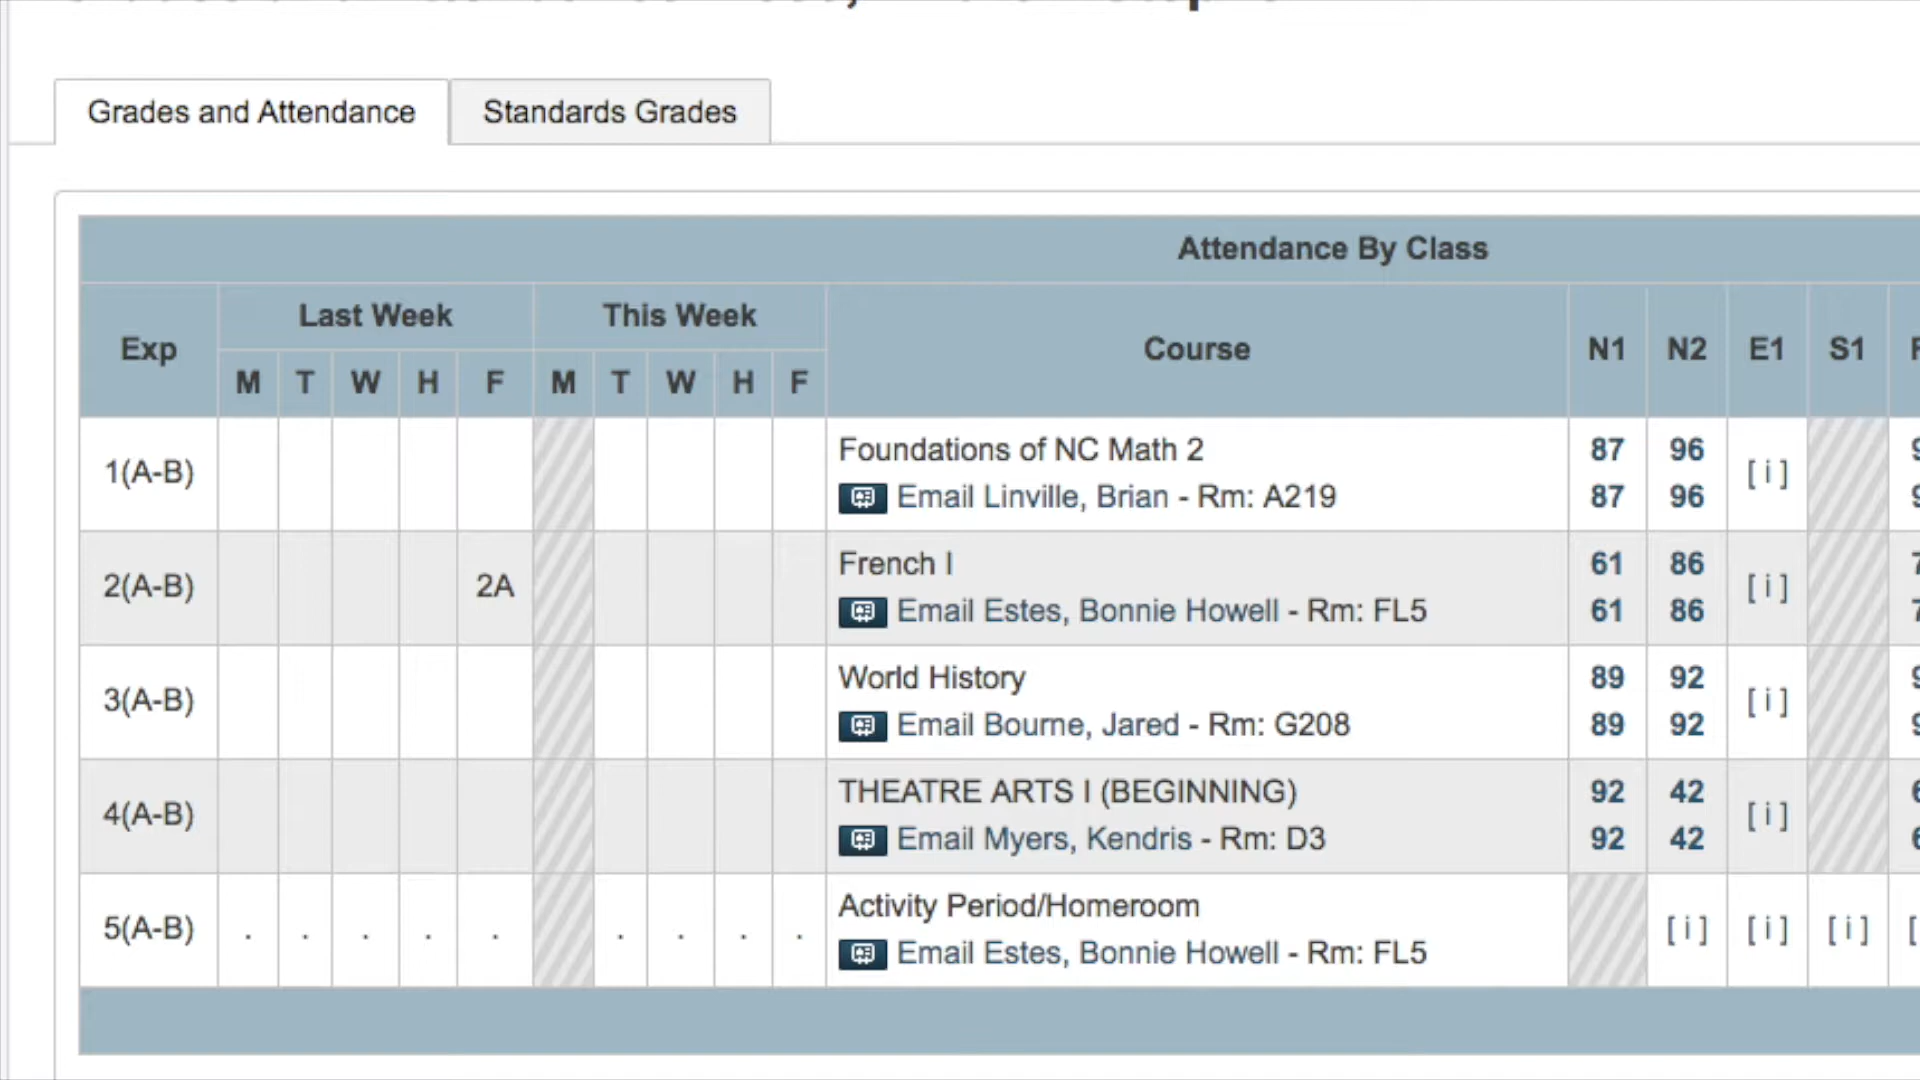 Grades and Attendance
Standards Grades
Attendance By Class
Exp
Last Week
This Week
Course
N1
N2
E1
S1
M T W H F M T W H F
1(A-B)
Foundations of NC Math 2
Email Linville, Brian - Rm: A219
87 96
87 96
[ i ]
2(A-B)
2A
French I
Email Estes, Bonnie Howell - Rm: FL5
61 86
61 86
[ i ]
3(A-B)
World History
Email Bourne, Jared - Rm: G208
89 92
89 92
[ i ]
4(A-B)
THEATRE ARTS I (BEGINNING)
Email Myers, Kendris - Rm: D3
92 42
92 42
[ i ]
5(A-B)
. . . . . . . . .
Activity Period/Homeroom
Email Estes, Bonnie Howell - Rm: FL5
[ i ] [ i ] [ i ]